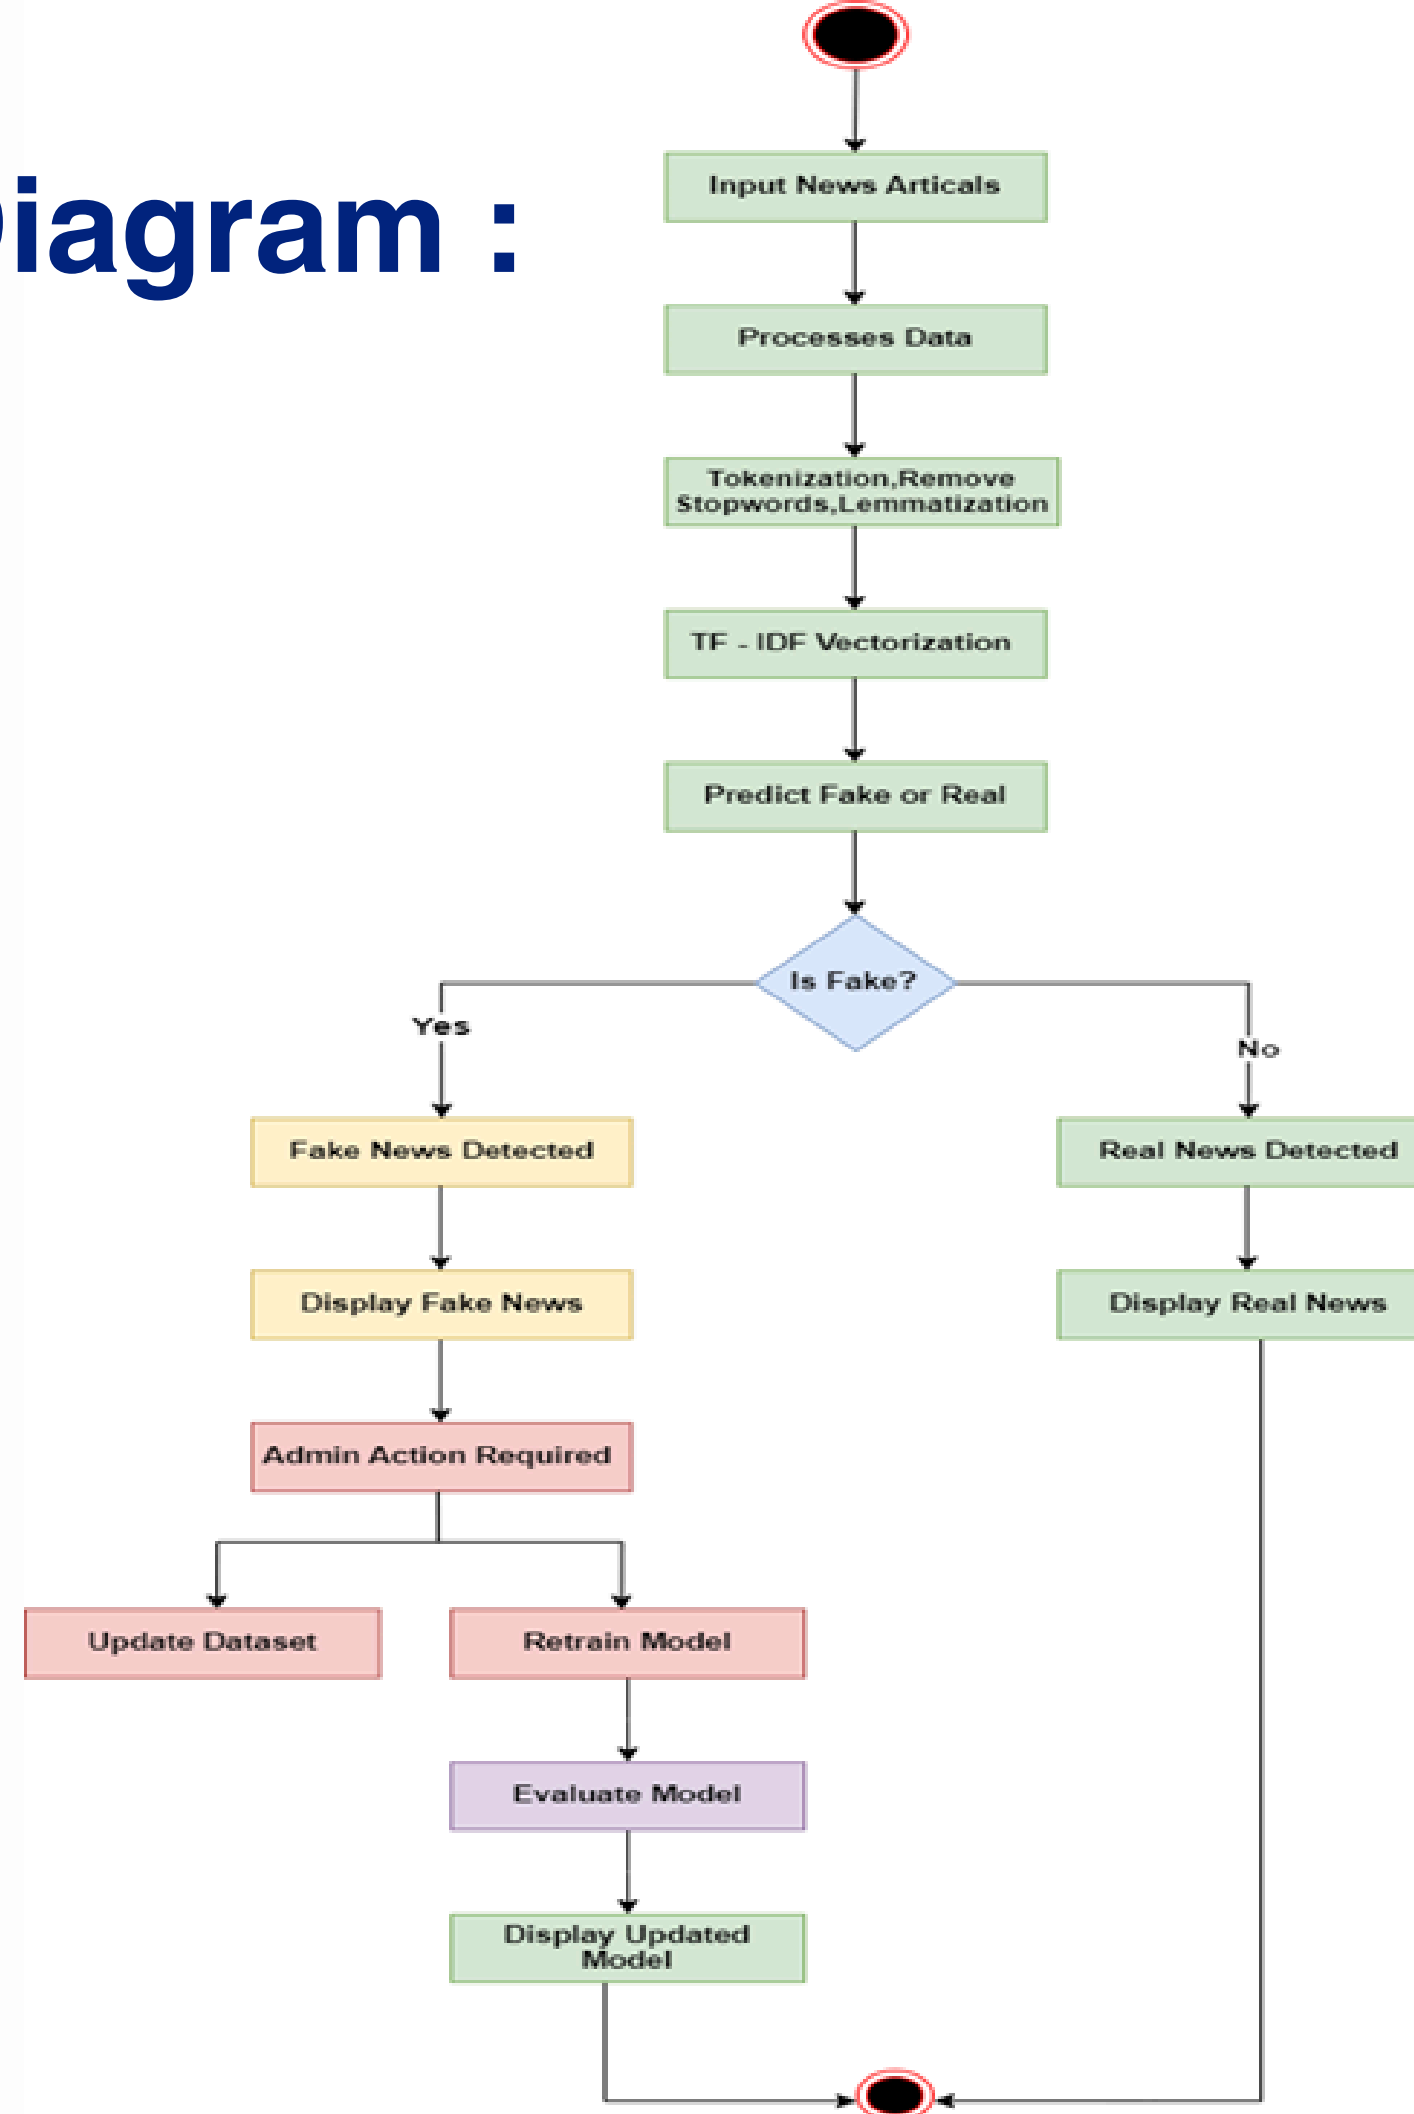 Diagram :
Input News Articals
Processes Data
Tokenization,Remove
Stopwords,Lemmatization
TF - IDF Vectorization
Predict Fake or Real
Is Fake?
Yes
No
Fake News Detected
Real News Detected
Display Fake News
Display Real News
Admin Action Required
Update Dataset
Retrain Model
Evaluate Model
Display Updated
Model